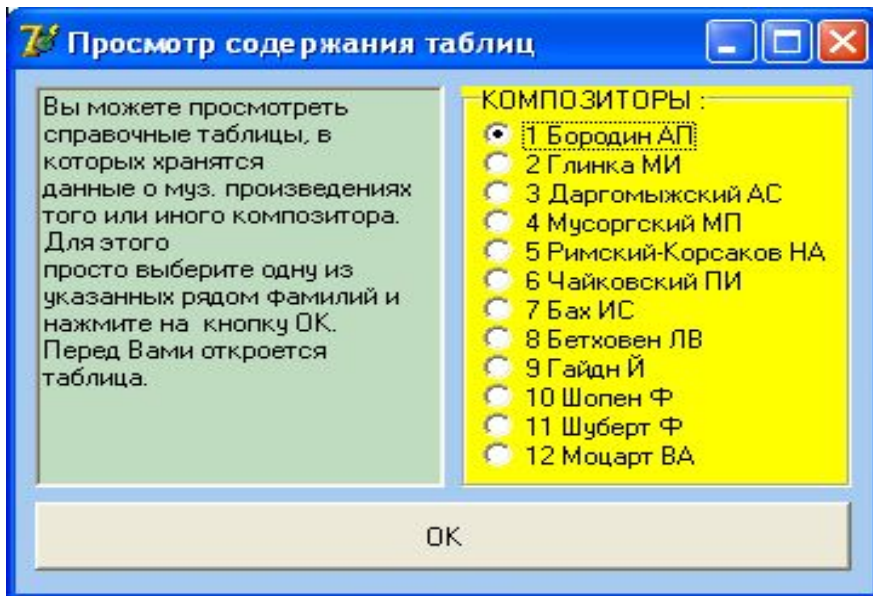 Просмотр содержания таблиц
Вы можете просмотреть
справочные таблицы, в
которых хранятся
данные о муз. произведениях
того или иного композитора.
Для этого
просто выберите одну из
указанных рядом фамилий и
нажмите на кнопку ОК.
Перед Вами откроется
таблица.
КОМПОЗИТОРЫ :
1 Бородин АП
2 Глинка МИ
3 Даргомыжский АС
4 Мусоргский МП
5 Римский-Корсаков НА
6 Чайковский ПИ
7 Бах ИС
8 Бетховен ЛВ
9 Гайдн Й
10 Шопен Ф
11 Шуберт Ф
12 Моцарт ВА
ОК